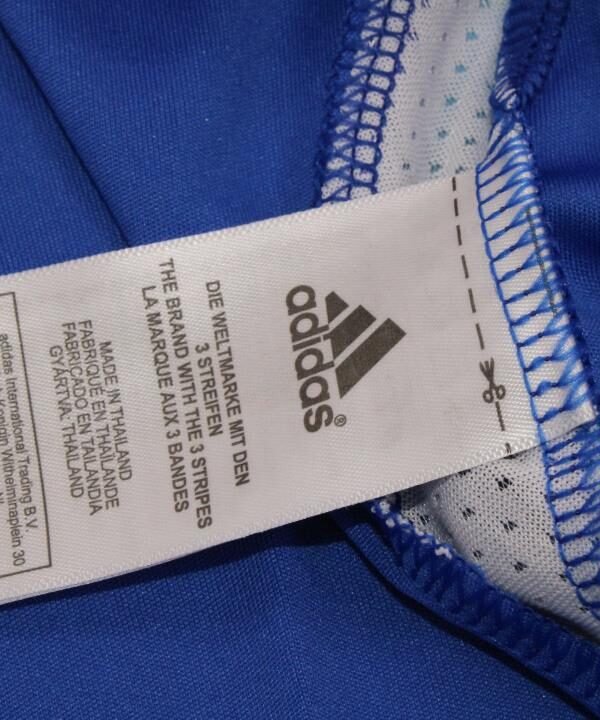 adidas®
DIE WELTMARKE MIT DEN
3 STREIFEN
THE BRAND WITH THE 3 STRIPES
LA MARQUE AUX 3 BANDES
MADE IN THAILAND
FABRIQUE EN THAILANDE
FABRICADO EN TAILANDIA
GYÁRTVA, THAILAND
adidas International Trading B.V.
Wilhelminaplein 30